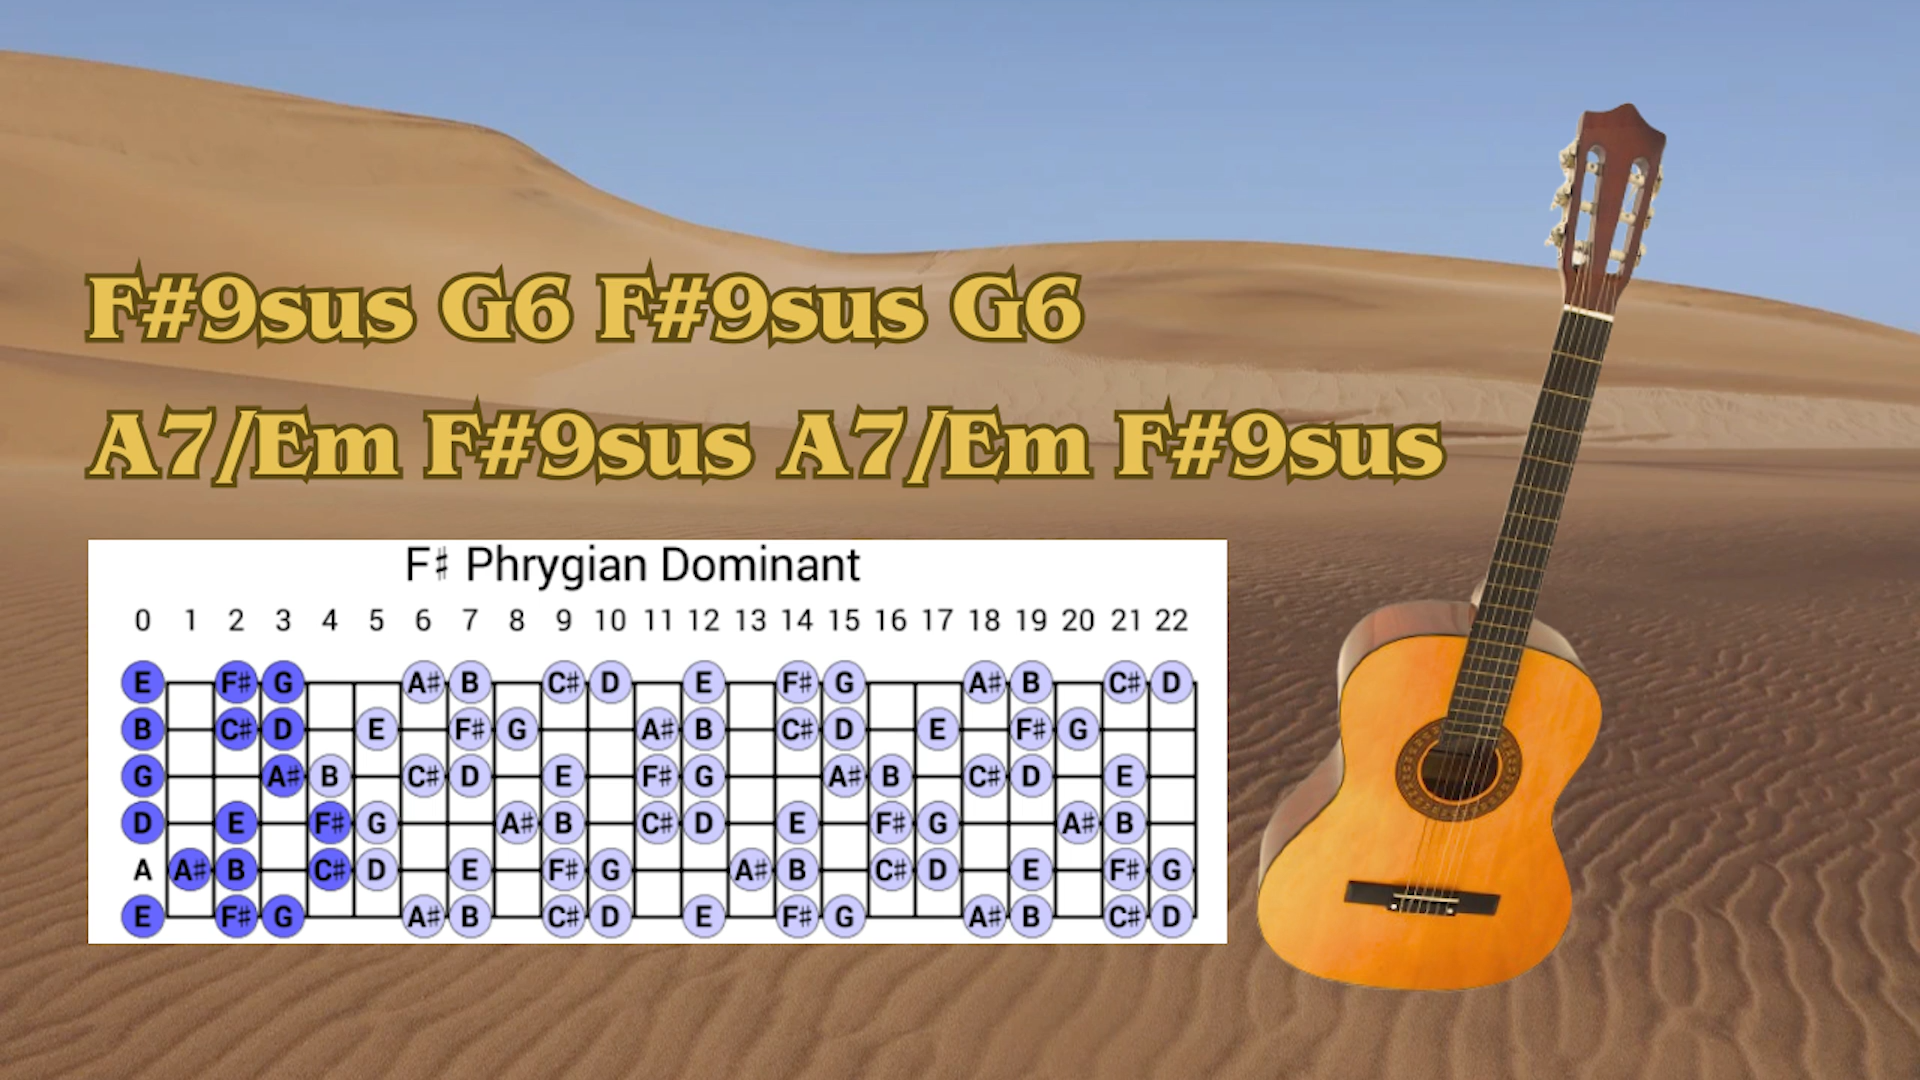 F#9sus G6 F#9sus G6
A7/Em F#9sus A7/Em F#9sus
F♯ Phrygian Dominant
0 1 2 3 4 5 6 7 8 9 10 11 12 13 14 15 16 17 18 19 20 21 22
E F♯ G A♯ B C♯ D E F♯ G A♯ B C♯ D
B C♯ D E F♯ G A♯ B C♯ D E F♯ G
G A♯ B C♯ D E F♯ G A♯ B C♯ D E
D E F♯ G A♯ B C♯ D E F♯ G A♯ B
A A♯ B C♯ D E F♯ G A♯ B C♯ D E F♯ G
E F♯ G A♯ B C♯ D E F♯ G A♯ B C♯ D